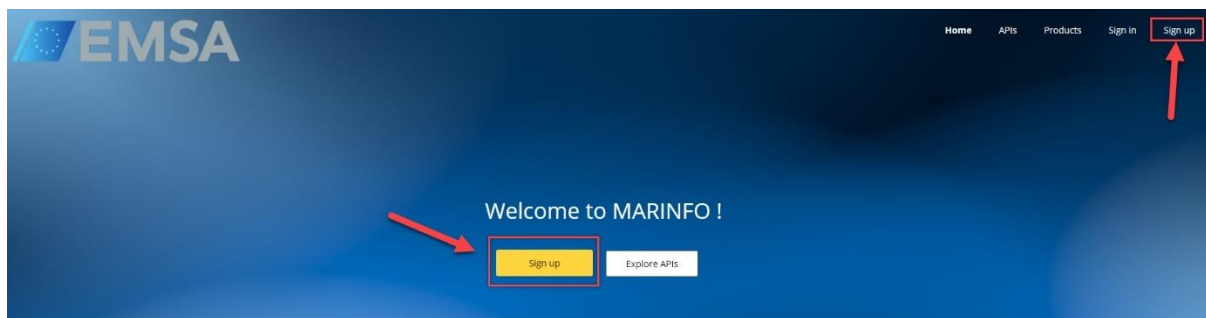 EMSA
Home APIs Products Sign in Sign up
Welcome to MARINFO !
Sign up Explore APIs